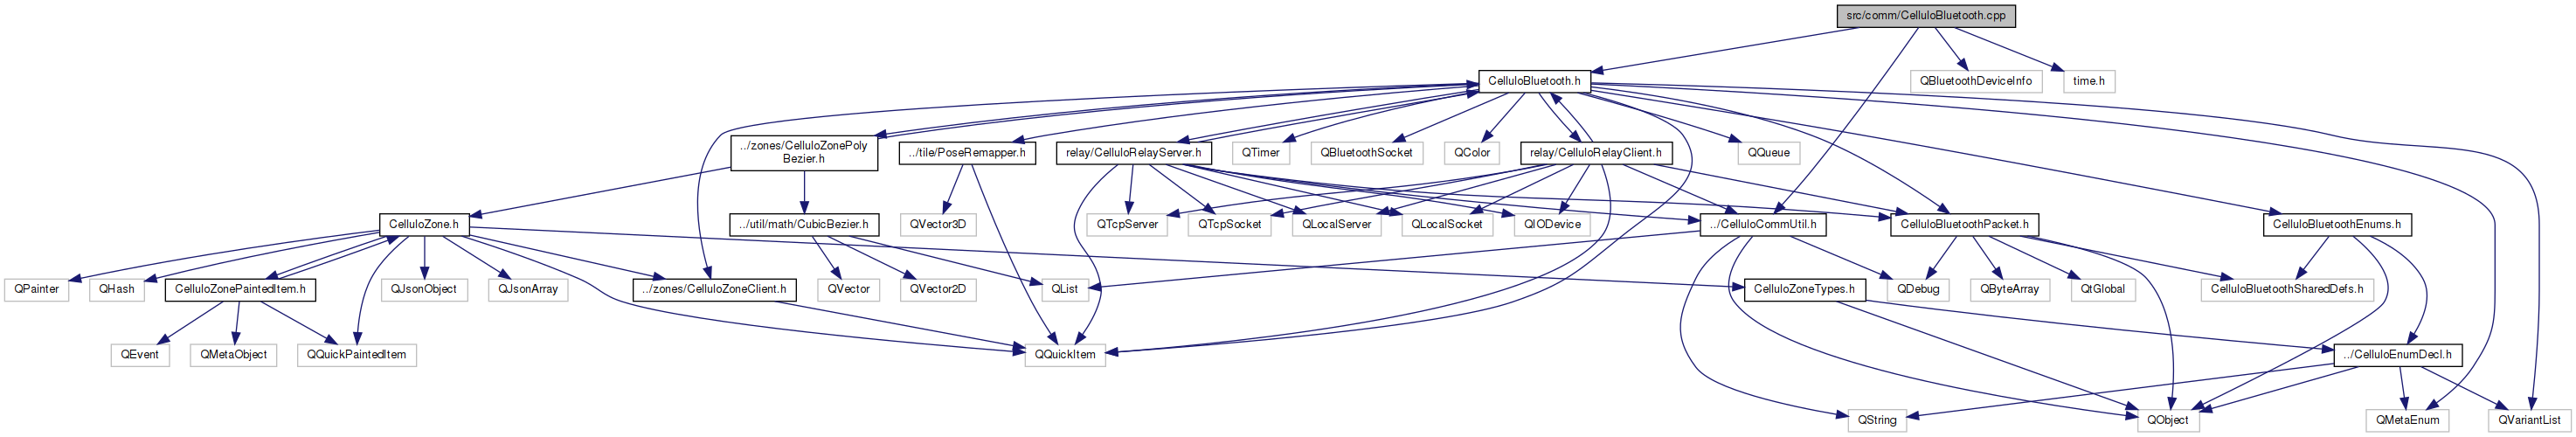 src/comm/CelluloBluetooth.cpp
CelluloBluetooth.h
QBluetoothDeviceInfo
time.h
../zones/CelluloZonePoly
Bezier.h
../tile/PoseRemapper.h
relay/CelluloRelayServer.h
QTimer
QBluetoothSocket
QColor
relay/CelluloRelayClient.h
QQueue
CelluloZone.h
../util/math/CubicBezier.h
QVector3D
QTcpServer
QTcpSocket
QLocalServer
QLocalSocket
QIODevice
../CelluloCommUtil.h
CelluloBluetoothPacket.h
CelluloBluetoothEnums.h
QPainter
QHash
CelluloZonePaintedItem.h
QJsonObject
QJsonArray
../zones/CelluloZoneClient.h
QVector
QVector2D
QList
CelluloZoneTypes.h
QDebug
QByteArray
QtGlobal
CelluloBluetoothSharedDefs.h
QEvent
QMetaObject
QQuickPaintedItem
QQuickItem
../CelluloEnumDecl.h
QString
QObject
QMetaEnum
QVariantList